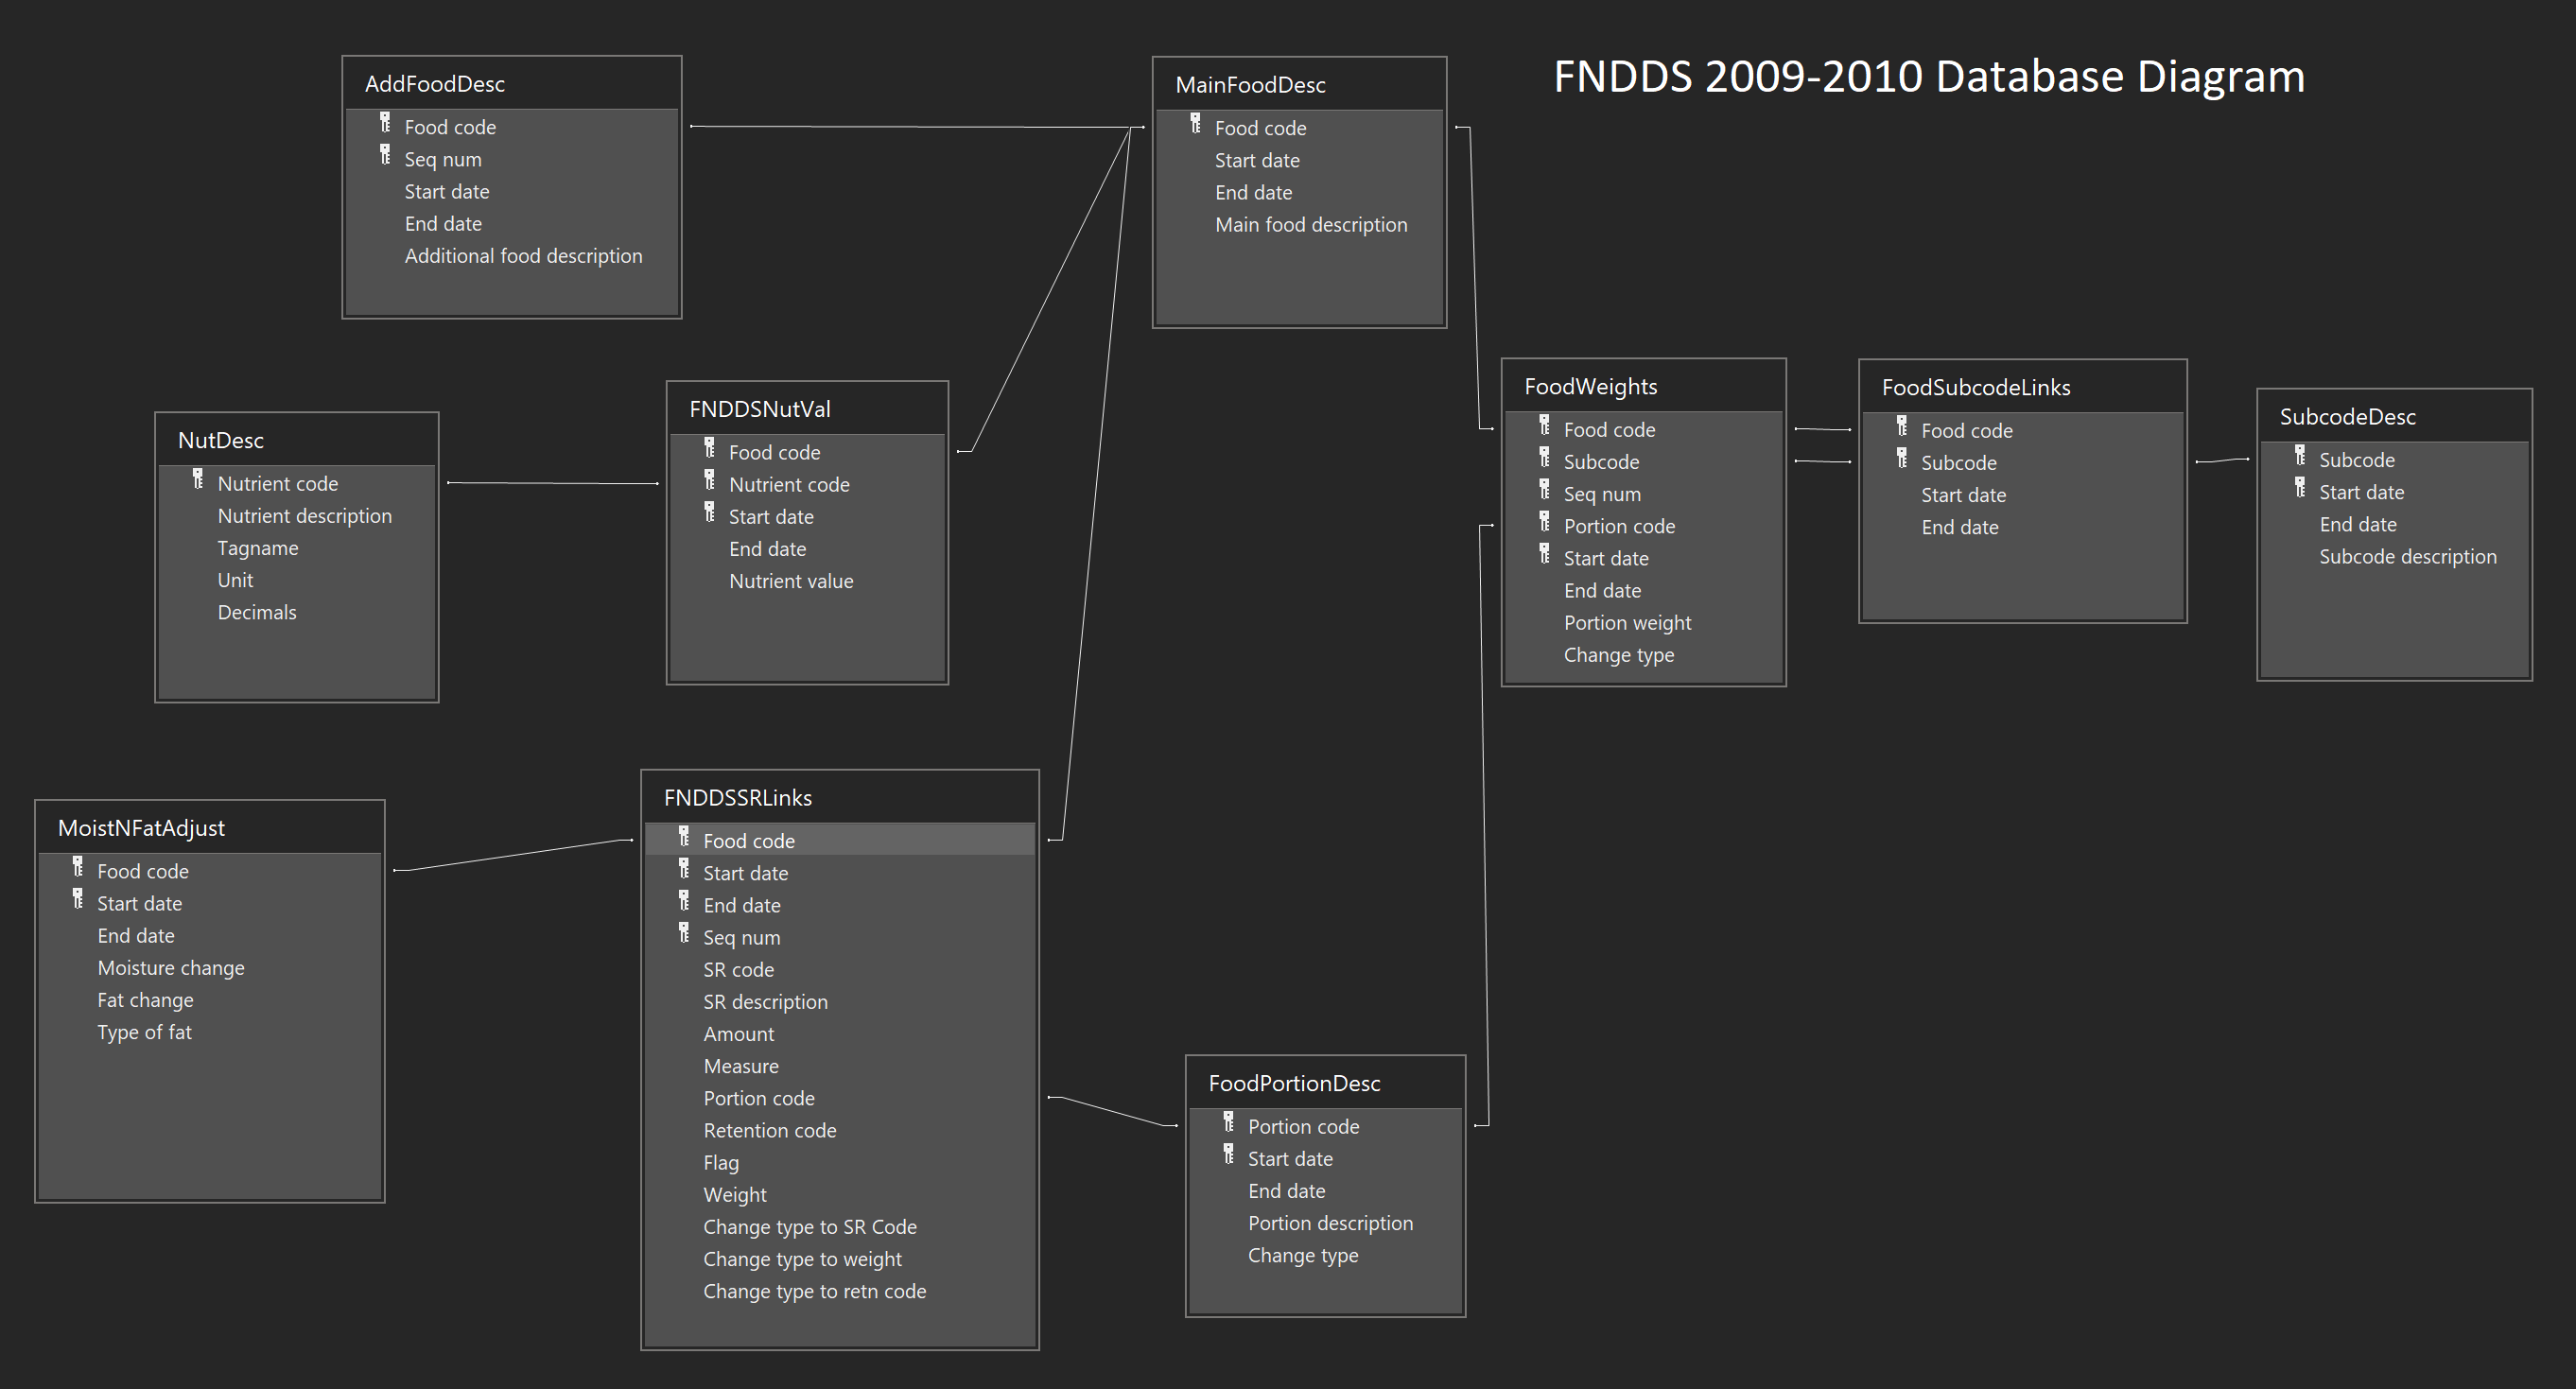 FNDDS 2009-2010 Database Diagram
AddFoodDesc
Food code
Seq num
Start date
End date
Additional food description
MainFoodDesc
Food code
Start date
End date
Main food description
NutDesc
Nutrient code
Nutrient description
Tagname
Unit
Decimals
FNDDSNutVal
Food code
Nutrient code
Start date
End date
Nutrient value
FoodWeights
Food code
Subcode
Seq num
Portion code
Start date
End date
Portion weight
Change type
FoodSubcodeLinks
Food code
Subcode
Start date
End date
SubcodeDesc
Subcode
Start date
End date
Subcode description
MoistNFatAdjust
Food code
Start date
End date
Moisture change
Fat change
Type of fat
FNDDSSRLinks
Food code
Start date
End date
Seq num
SR code
SR description
Amount
Measure
Portion code
Retention code
Flag
Weight
Change type to SR Code
Change type to weight
Change type to retn code
FoodPortionDesc
Portion code
Start date
End date
Portion description
Change type